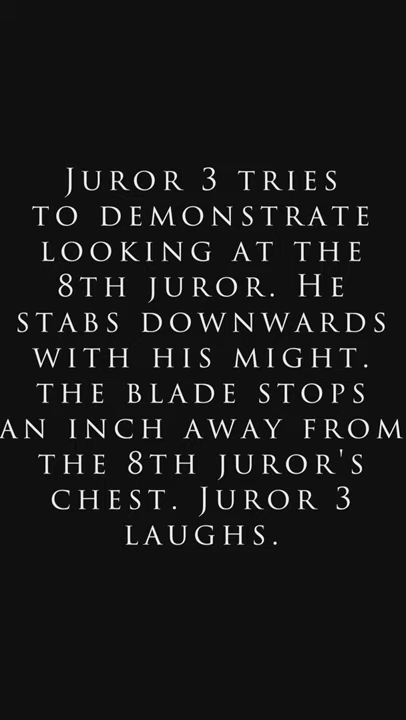 Juror 3 tries
to demonstrate
looking at the
8th juror. He
stabs downwards
with his might.
the blade stops
an inch away from
the 8th juror's
chest. Juror 3
laughs.